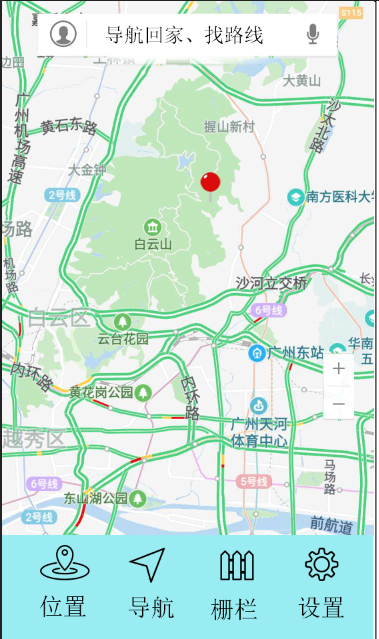 S115
导航回家、找路线
大黄山
广州机场高速
黄石东路
握山新村
沙太北路
大金钟
2号线
南方医科大学
场路
白云山
机场路
沙河立交桥
6号线
白云区
云台花园
广州东站
华南
五
内环路
黄花岗公园
内环路
+
广州天河
体育中心
−
越秀区
马场路
6号线
5号线
东山湖公园
2号线
前航道
位置
导航
栅栏
设置